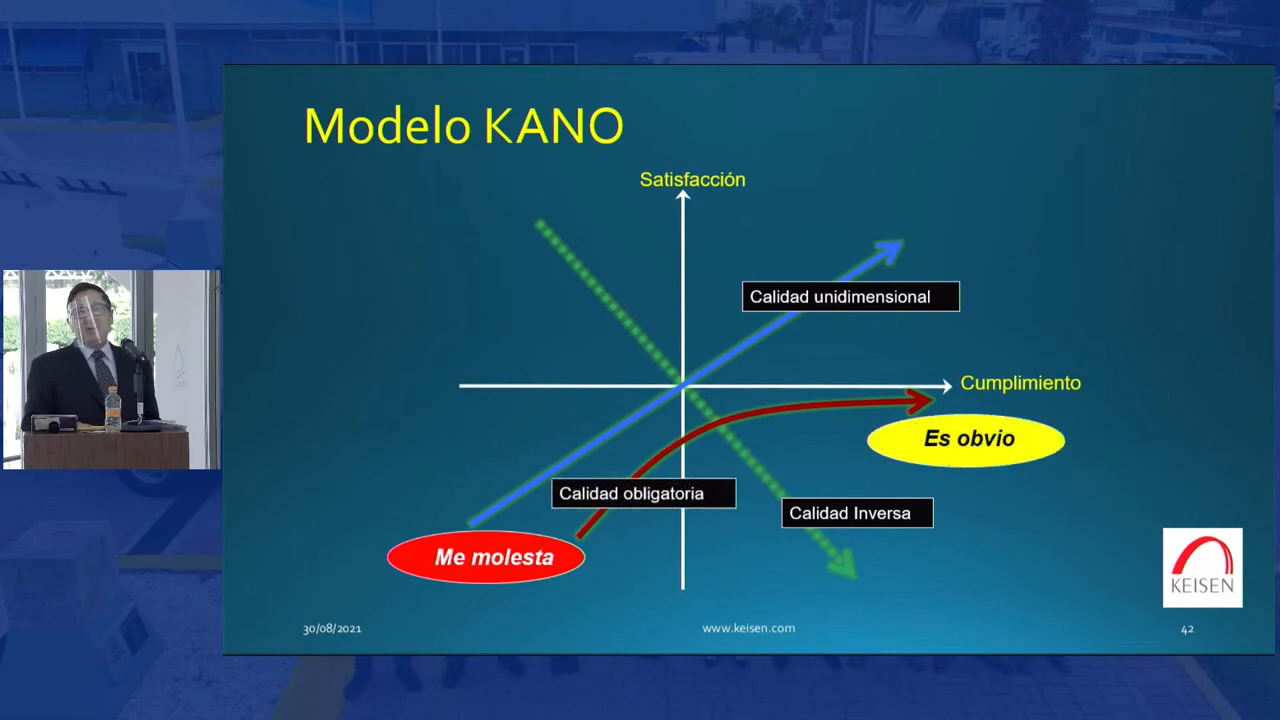 Modelo KANO
Satisfacción
Calidad unidimensional
Cumplimiento
Es obvio
Calidad obligatoria
Calidad Inversa
Me molesta
KEISEN
30/08/2021
www.keisen.com
42